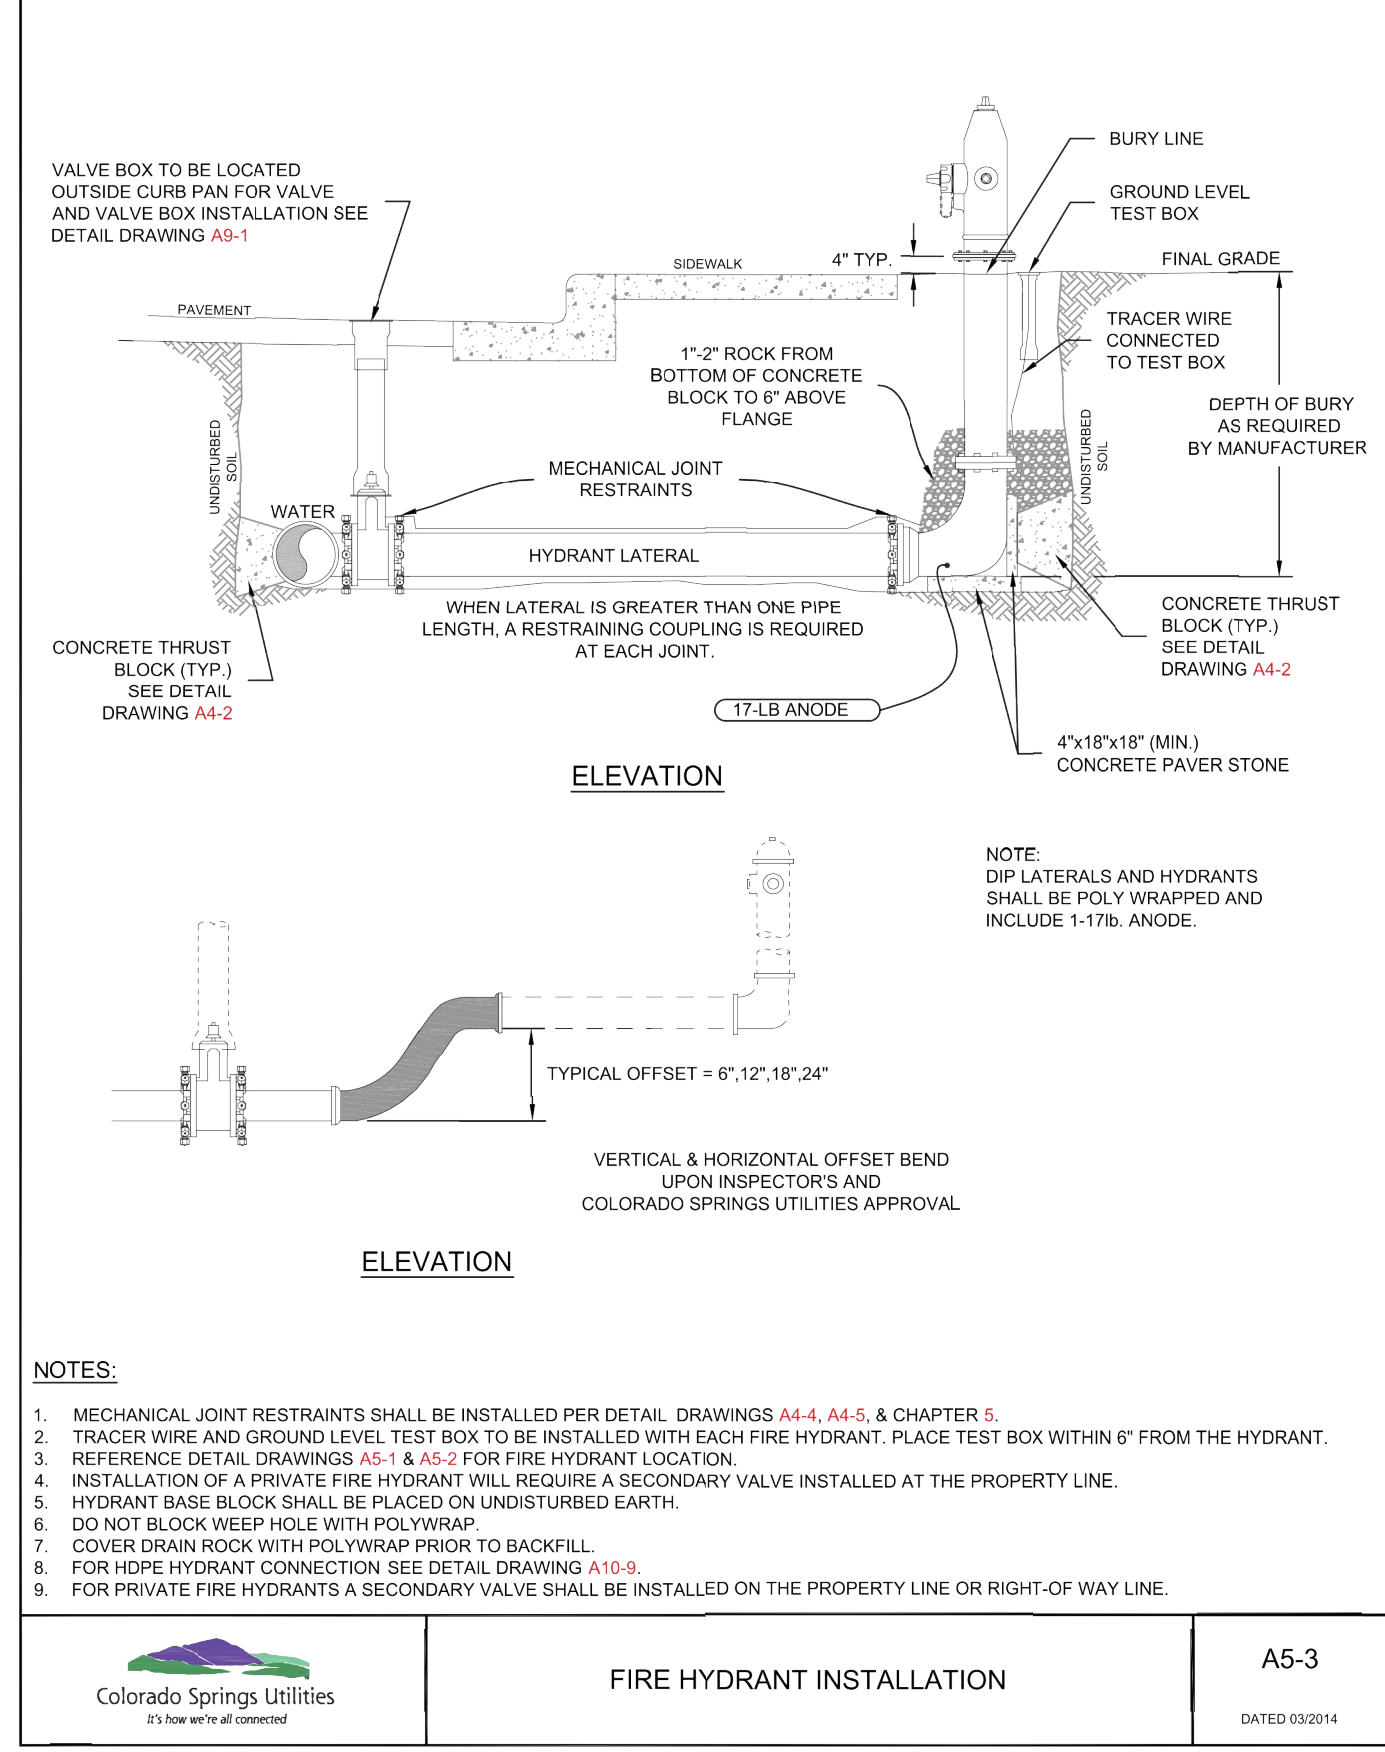 VALVE BOX TO BE LOCATED
OUTSIDE CURB PAN FOR VALVE
AND VALVE BOX INSTALLATION SEE
DETAIL DRAWING A9-1
BURY LINE
GROUND LEVEL
TEST BOX
4" TYP.
SIDEWALK
FINAL GRADE
PAVEMENT
TRACER WIRE
CONNECTED
TO TEST BOX
1"-2" ROCK FROM
BOTTOM OF CONCRETE
BLOCK TO 6" ABOVE
FLANGE
DEPTH OF BURY
AS REQUIRED
BY MANUFACTURER
UNDISTURBED
SOIL
UNDISTURBED
SOIL
MECHANICAL JOINT
RESTRAINTS
WATER
HYDRANT LATERAL
WHEN LATERAL IS GREATER THAN ONE PIPE
LENGTH, A RESTRAINING COUPLING IS REQUIRED
AT EACH JOINT.
CONCRETE THRUST
BLOCK (TYP.)
SEE DETAIL
DRAWING A4-2
CONCRETE THRUST
BLOCK (TYP.)
SEE DETAIL
DRAWING A4-2
17-LB ANODE
4"x18"x18" (MIN.)
CONCRETE PAVER STONE
ELEVATION
NOTE:
DIP LATERALS AND HYDRANTS
SHALL BE POLY WRAPPED AND
INCLUDE 1-17lb. ANODE.
TYPICAL OFFSET = 6",12",18",24"
VERTICAL & HORIZONTAL OFFSET BEND
UPON INSPECTOR'S AND
COLORADO SPRINGS UTILITIES APPROVAL
ELEVATION
NOTES:
1. MECHANICAL JOINT RESTRAINTS SHALL BE INSTALLED PER DETAIL DRAWINGS A4-4, A4-5, & CHAPTER 5.
2. TRACER WIRE AND GROUND LEVEL TEST BOX TO BE INSTALLED WITH EACH FIRE HYDRANT. PLACE TEST BOX WITHIN 6" FROM THE HYDRANT.
3. REFERENCE DETAIL DRAWINGS A5-1 & A5-2 FOR FIRE HYDRANT LOCATION.
4. INSTALLATION OF A PRIVATE FIRE HYDRANT WILL REQUIRE A SECONDARY VALVE INSTALLED AT THE PROPERTY LINE.
5. HYDRANT BASE BLOCK SHALL BE PLACED ON UNDISTURBED EARTH.
6. DO NOT BLOCK WEEP HOLE WITH POLYWRAP.
7. COVER DRAIN ROCK WITH POLYWRAP PRIOR TO BACKFILL.
8. FOR HDPE HYDRANT CONNECTION SEE DETAIL DRAWING A10-9.
9. FOR PRIVATE FIRE HYDRANTS A SECONDARY VALVE SHALL BE INSTALLED ON THE PROPERTY LINE OR RIGHT-OF WAY LINE.
Colorado Springs Utilities
It's how we're all connected
FIRE HYDRANT INSTALLATION
A5-3
DATED 03/2014